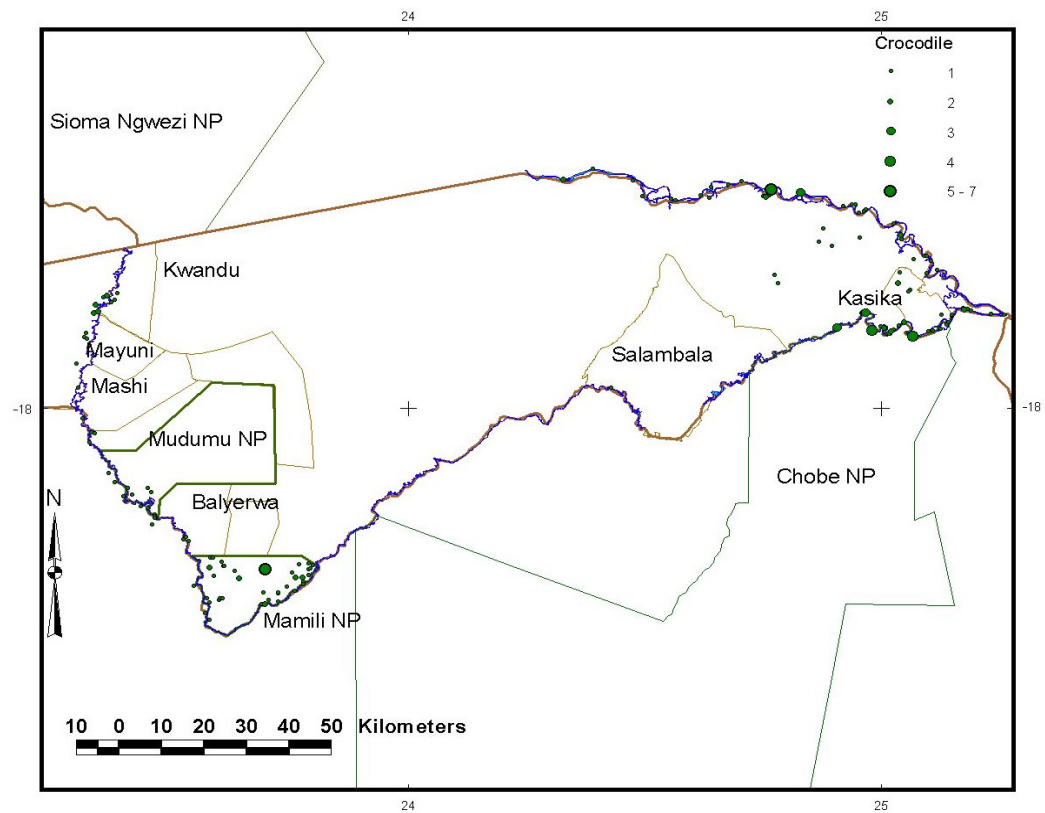 24
25
Crocodile
1
2
3
4
5 - 7
Sioma Ngwezi NP
Kwandu
Kasika
Mayuni
Salambala
Mashi
-18
-18
Mudumu NP
Chobe NP
Balyerwa
N
Mamili NP
10 0 10 20 30 40 50 Kilometers
24
25